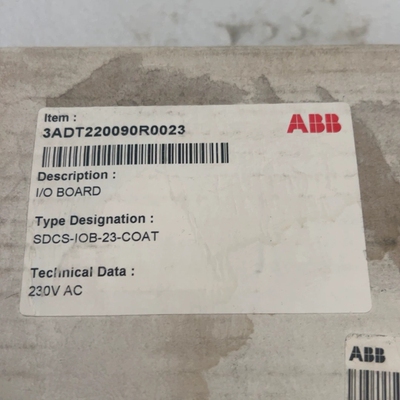 Item :
3ADT220090R0023
ABB
Description :
I/O BOARD
Type Designation :
SDCS-IOB-23-COAT
Technical Data :
230V AC
ABB